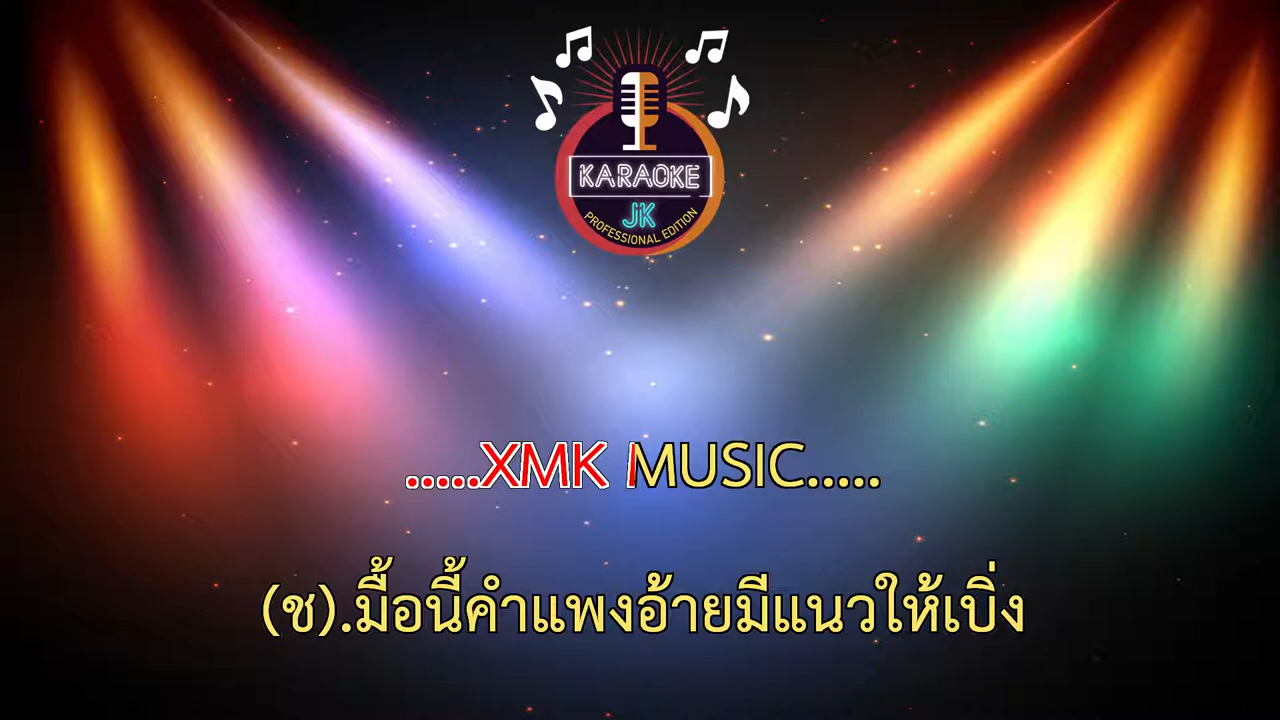 KARAOKE
JK
PROFESSIONAL EDITION
.....XMK MUSIC.....
(ช).มื้อนี้คำแพงอ้ายมีแนวให้เบิ่ง